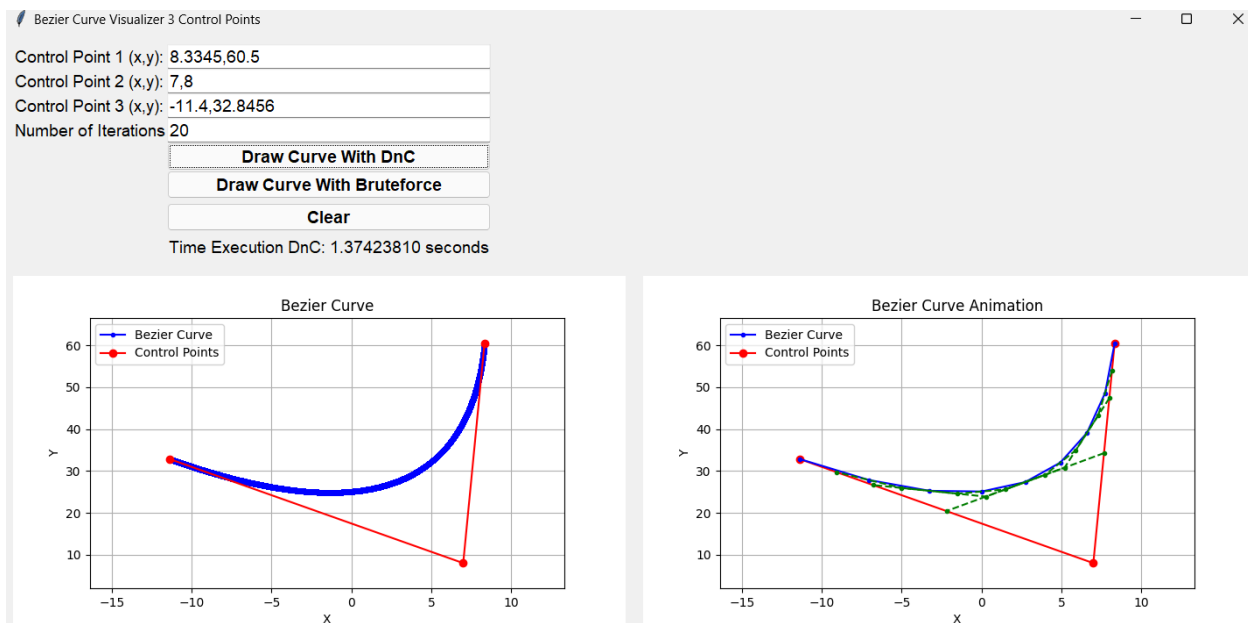 Bezier Curve Visualizer 3 Control Points
Control Point 1 (x,y): 8.3345,60.5
Control Point 2 (x,y): 7,8
Control Point 3 (x,y): -11.4,32.8456
Number of Iterations 20
Draw Curve With DnC
Draw Curve With Bruteforce
Clear
Time Execution DnC: 1.37423810 seconds
Bezier Curve
Bezier Curve
Control Points
60
50
40
30
20
10
Y
−15 −10 −5 0 5 10
X
Bezier Curve Animation
Bezier Curve
Control Points
60
50
40
30
20
10
Y
−15 −10 −5 0 5 10
X